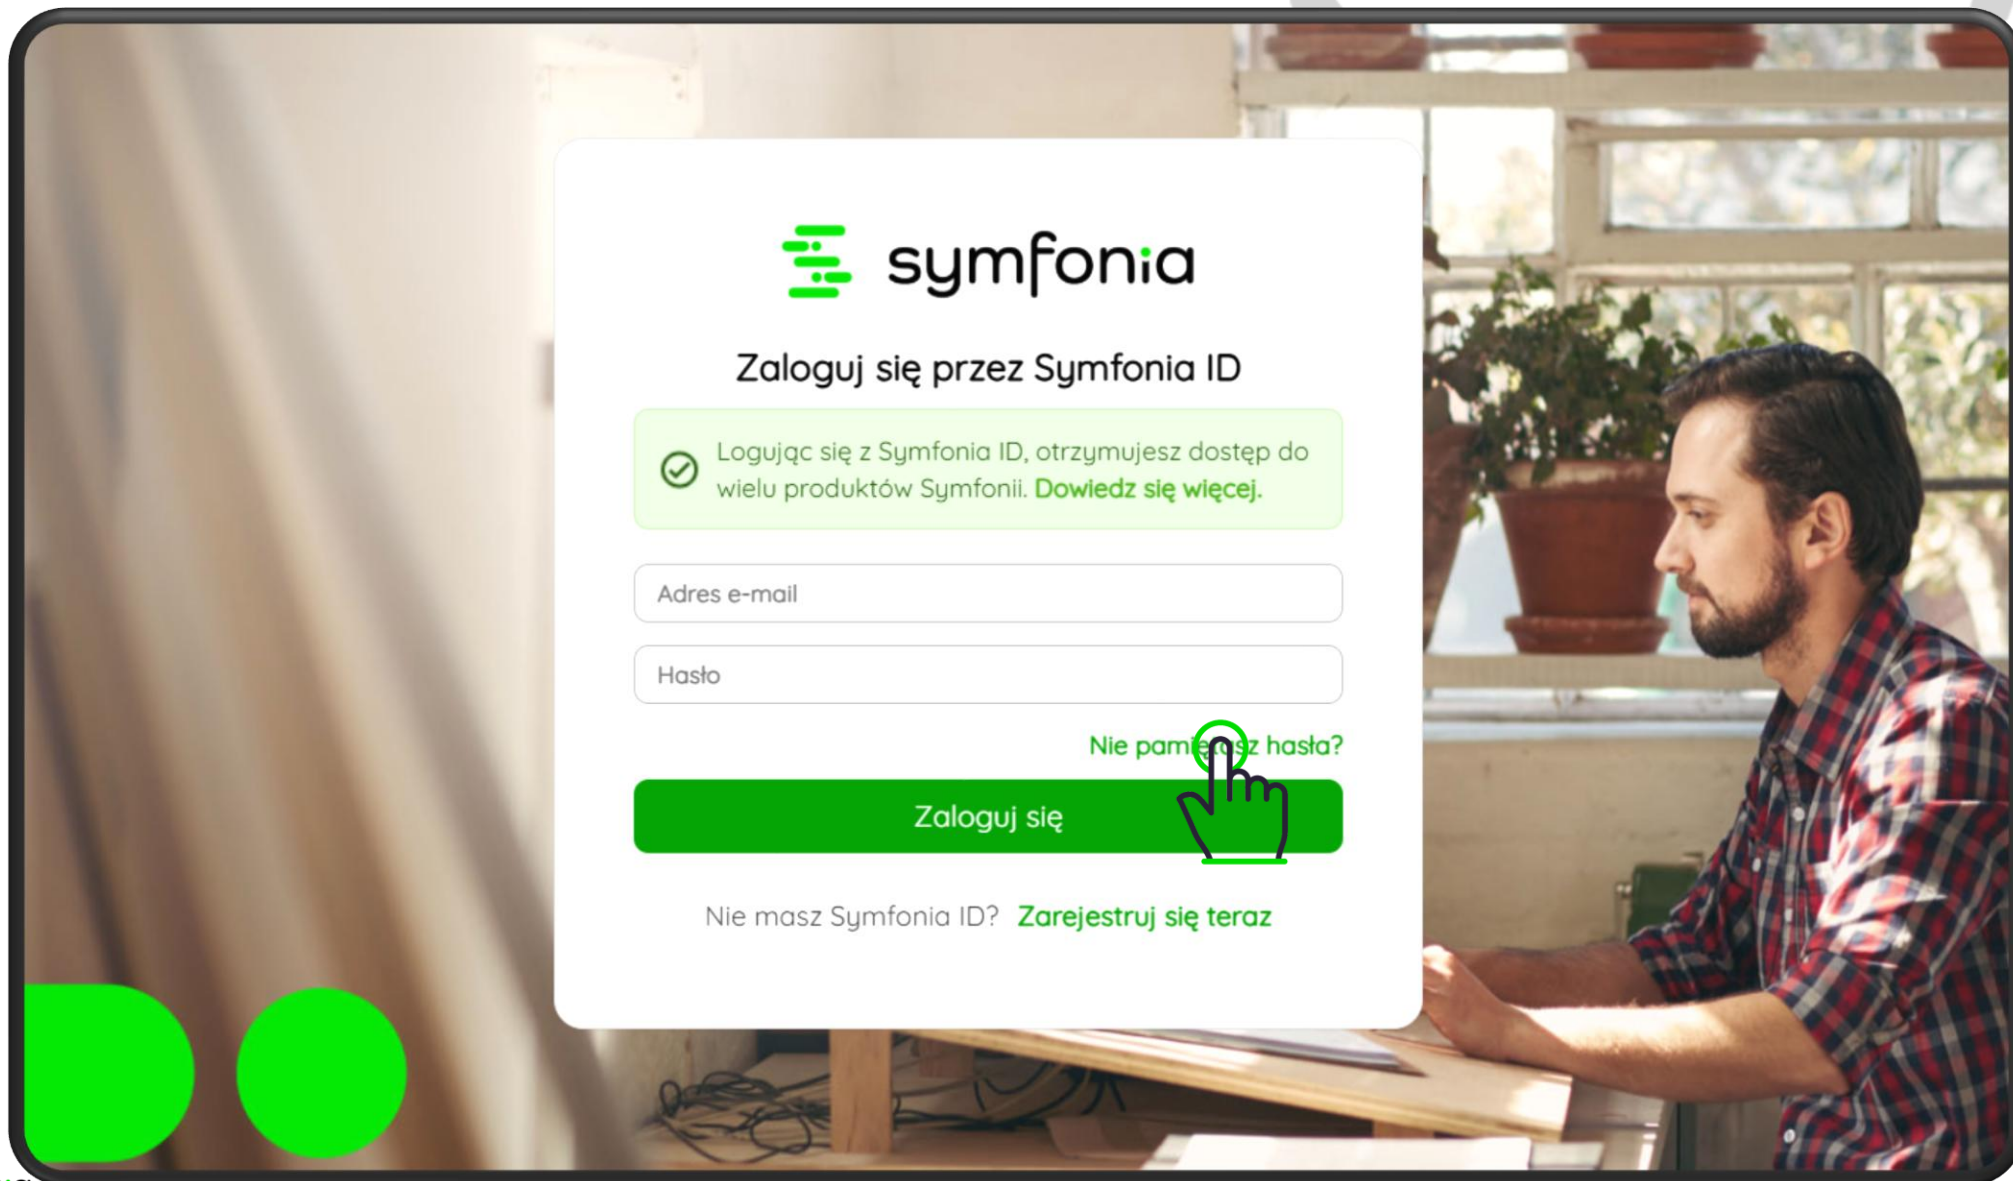 symfonia
Zaloguj się przez Symfonia ID
Logując się z Symfonia ID, otrzymujesz dostęp do
wielu produktów Symfonii. Dowiedz się więcej.
Adres e-mail
Hasło
Nie pamiętasz hasła?
Zaloguj się
Nie masz Symfonia ID? Zarejestruj się teraz